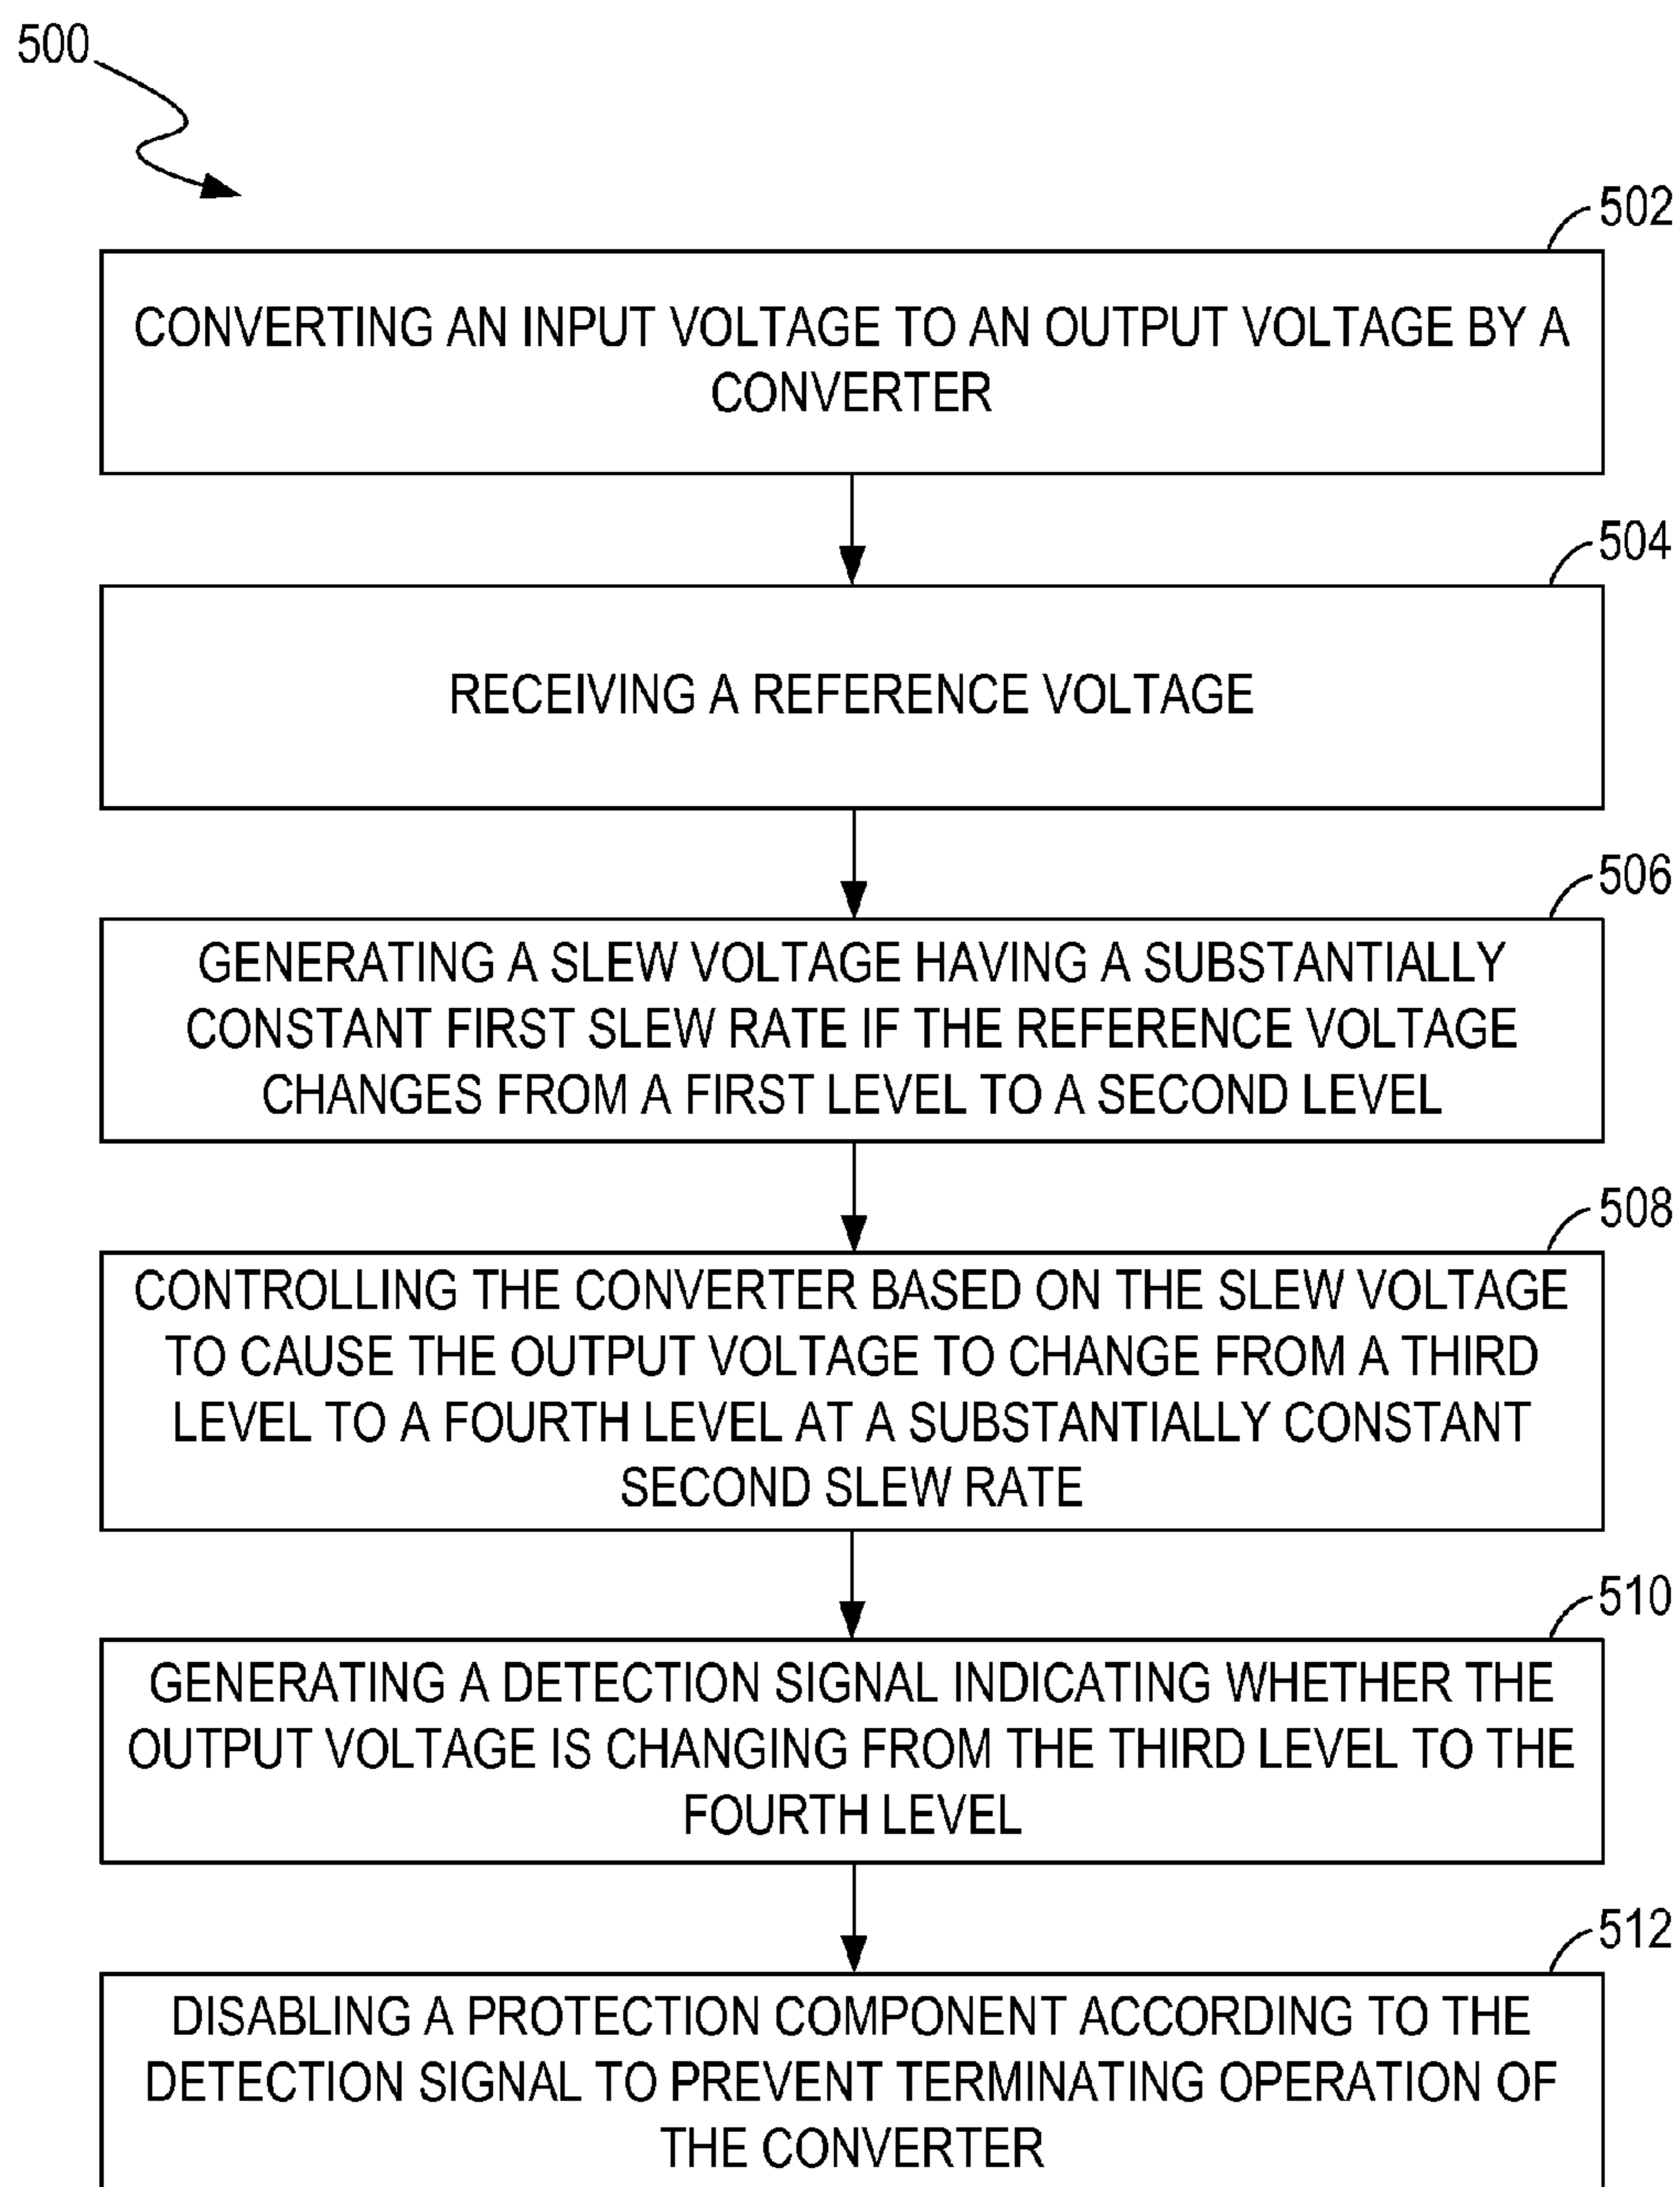 500
502
CONVERTING AN INPUT VOLTAGE TO AN OUTPUT VOLTAGE BY A
CONVERTER
504
RECEIVING A REFERENCE VOLTAGE
506
GENERATING A SLEW VOLTAGE HAVING A SUBSTANTIALLY
CONSTANT FIRST SLEW RATE IF THE REFERENCE VOLTAGE
CHANGES FROM A FIRST LEVEL TO A SECOND LEVEL
508
CONTROLLING THE CONVERTER BASED ON THE SLEW VOLTAGE
TO CAUSE THE OUTPUT VOLTAGE TO CHANGE FROM A THIRD
LEVEL TO A FOURTH LEVEL AT A SUBSTANTIALLY CONSTANT
SECOND SLEW RATE
510
GENERATING A DETECTION SIGNAL INDICATING WHETHER THE
OUTPUT VOLTAGE IS CHANGING FROM THE THIRD LEVEL TO THE
FOURTH LEVEL
512
DISABLING A PROTECTION COMPONENT ACCORDING TO THE
DETECTION SIGNAL TO PREVENT TERMINATING OPERATION OF
THE CONVERTER